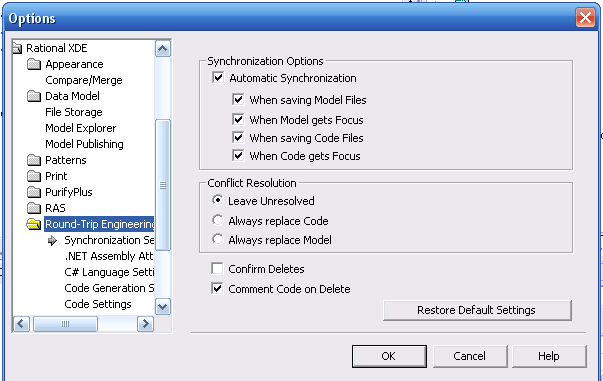 Options
Rational XDE
Appearance
Compare/Merge
Data Model
File Storage
Model Explorer
Model Publishing
Patterns
Print
PurifyPlus
RAS
Round-Trip Engineering
Synchronization Se
.NET Assembly Att
C# Language Setti
Code Generation S
Code Settings
Synchronization Options
Automatic Synchronization
When saving Model Files
When Model gets Focus
When saving Code Files
When Code gets Focus
Conflict Resolution
Leave Unresolved
Always replace Code
Always replace Model
Confirm Deletes
Comment Code on Delete
Restore Default Settings
OK Cancel Help